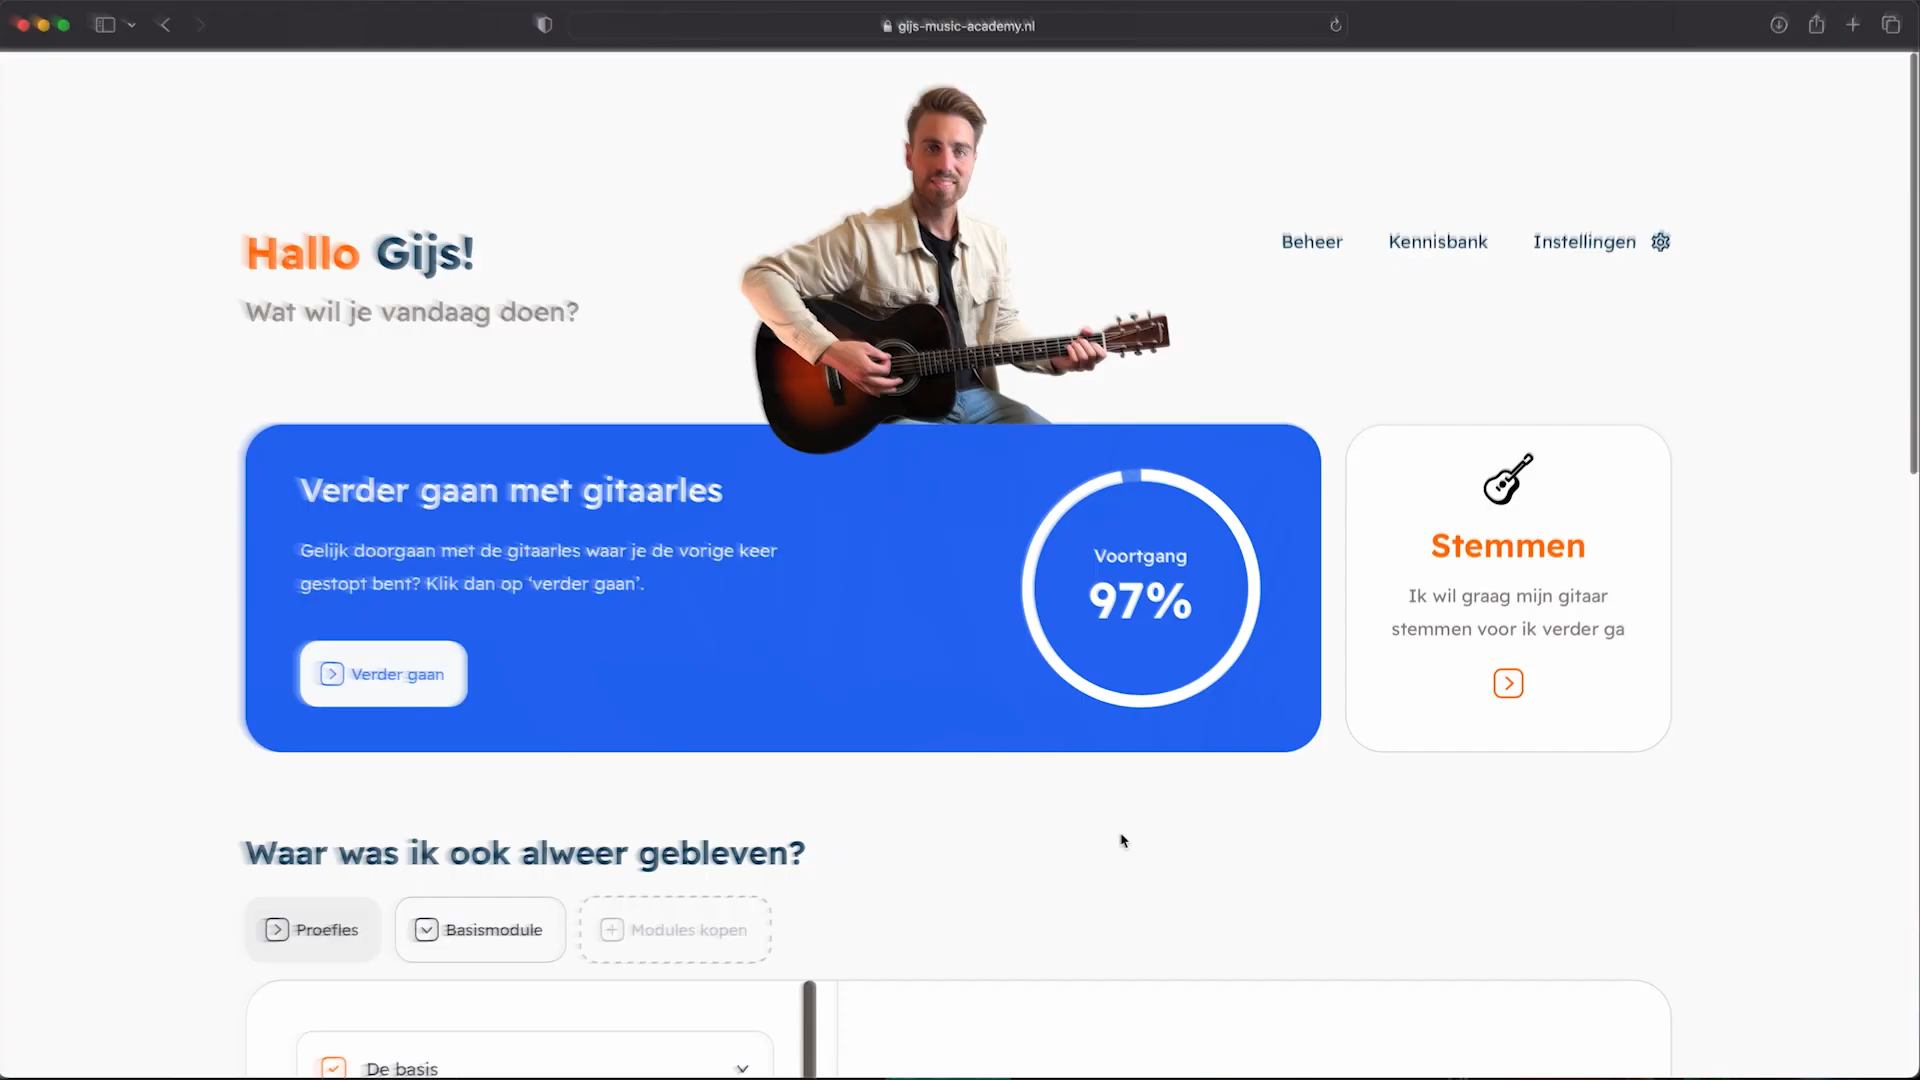 gijs-music-academy.nl
Hallo Gijs!
Wat wil je vandaag doen?
Beheer
Kennisbank
Instellingen
Verder gaan met gitaarles
Gelijk doorgaan met de gitaarles waar je de vorige keer
gestopt bent? Klik dan op ‘verder gaan’.
Verder gaan
Voortgang
97%
Stemmen
Ik wil graag mijn gitaar
stemmen voor ik verder ga
Waar was ik ook alweer gebleven?
Proefles
Basismodule
Modules kopen
De basis